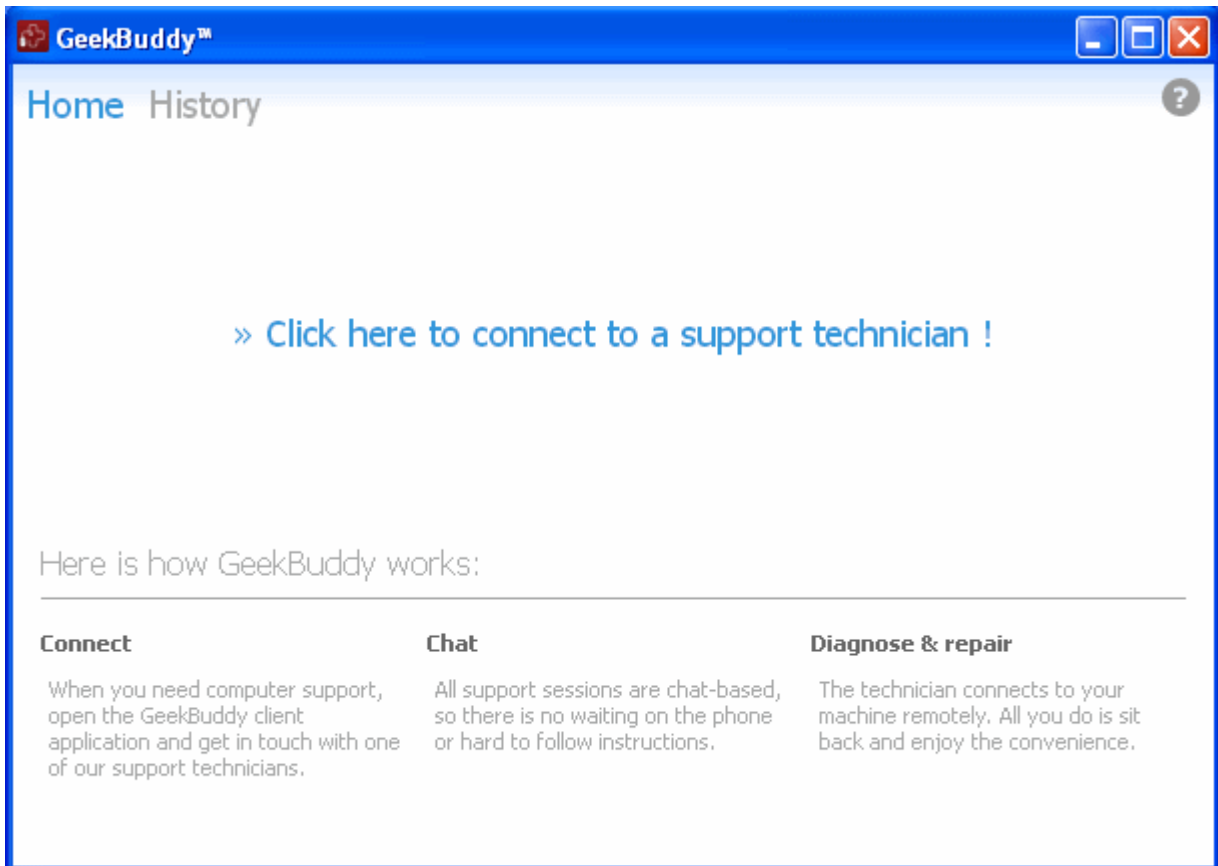 GeekBuddy™
Home History
?
» Click here to connect to a support technician !
Here is how GeekBuddy works:
Connect
When you need computer support,
open the GeekBuddy client
application and get in touch with one
of our support technicians.
Chat
All support sessions are chat-based,
so there is no waiting on the phone
or hard to follow instructions.
Diagnose & repair
The technician connects to your
machine remotely. All you do is sit
back and enjoy the convenience.